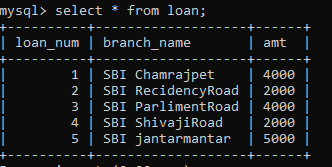 mysql> select * from loan;
+----------+------------------+------+
| loan_num | branch_name      | amt  |
+----------+------------------+------+
|        1 | SBI Chamrajpet   | 4000 |
|        2 | SBI RecidencyRoad | 2000 |
|        3 | SBI ParlimentRoad | 4000 |
|        4 | SBI ShivajiRoad  | 2000 |
|        5 | SBI jantarmantar | 5000 |
+----------+------------------+------+